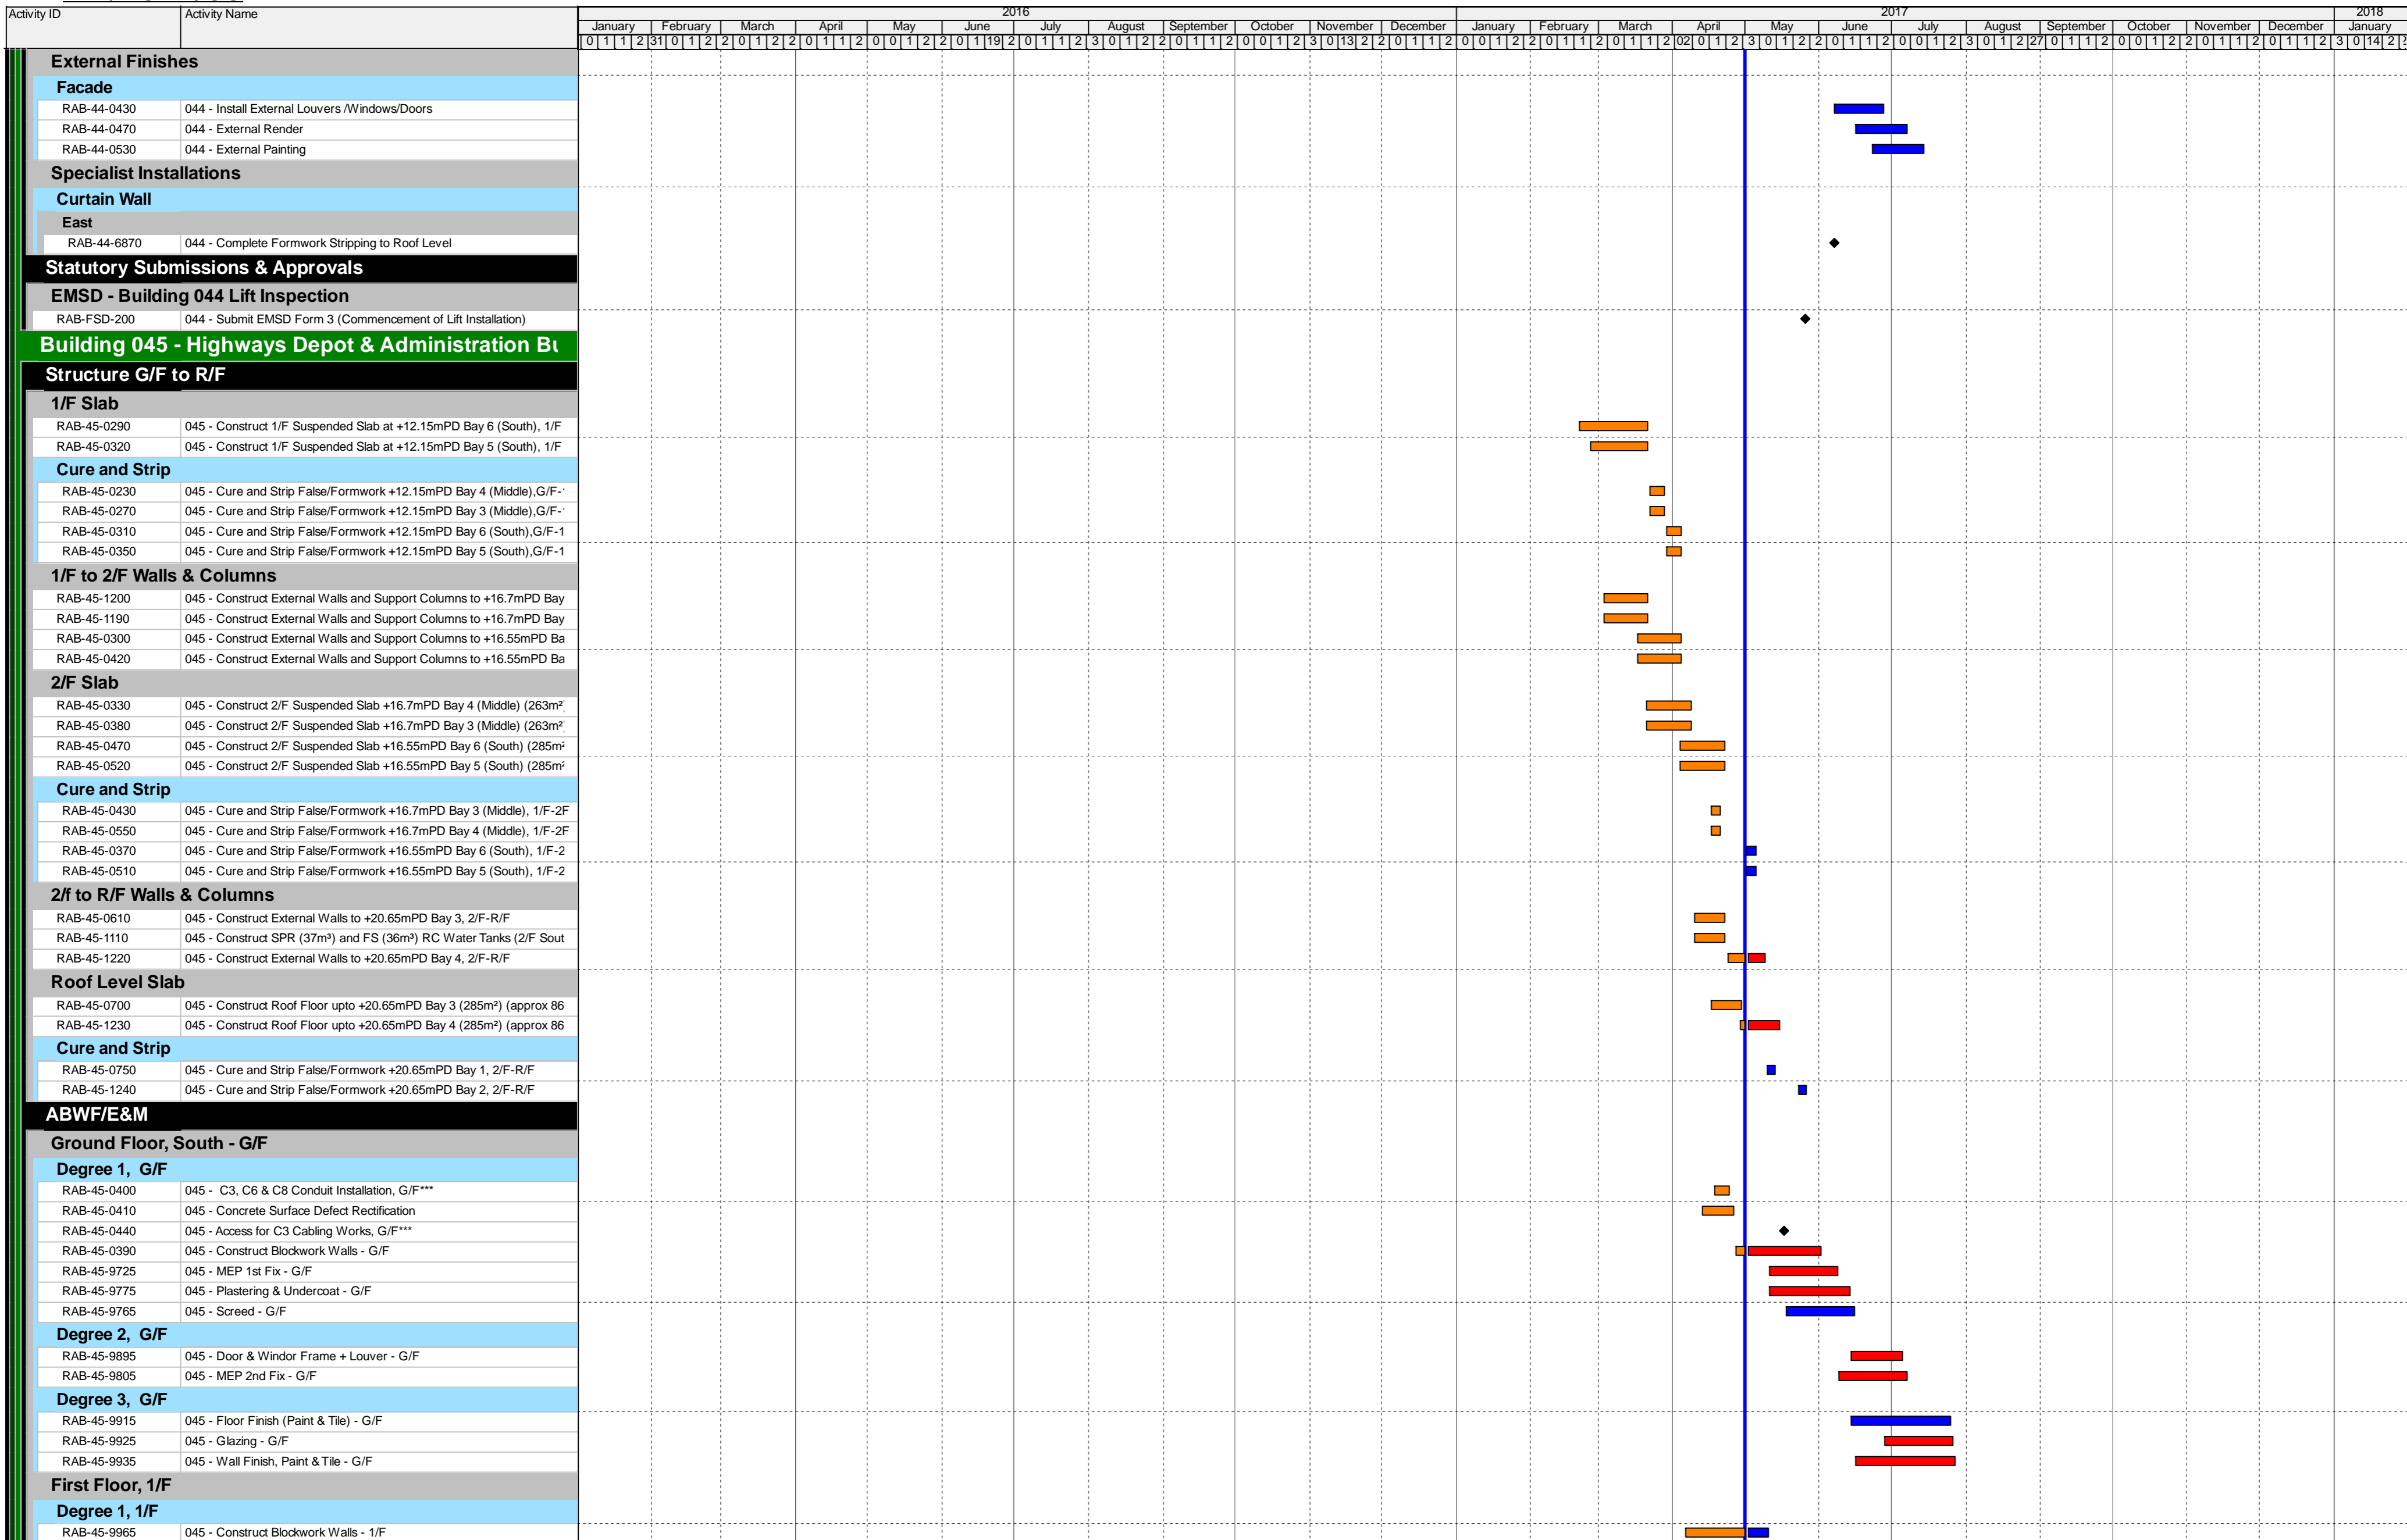 Activity ID Activity Name 2016 2017 2018
January February March April May June July August September October November December January February March April May June July August September October November December January
External Finishes
Facade
RAB-44-0430 044 - Install External Louvers /Windows/Doors
RAB-44-0470 044 - External Render
RAB-44-0530 044 - External Painting
Specialist Installations
Curtain Wall
East
RAB-44-6870 044 - Complete Formwork Stripping to Roof Level
Statutory Submissions & Approvals
EMSD - Building 044 Lift Inspection
RAB-FSD-200 044 - Submit EMSD Form 3 (Commencement of Lift Installation)
Building 045 - Highways Depot & Administration
Structure G/F to R/F
1/F Slab
RAB-45-0290 045 - Construct 1/F Suspended Slab at +12.15mPD Bay 6 (South), 1/F
RAB-45-0320 045 - Construct 1/F Suspended Slab at +12.15mPD Bay 5 (South), 1/F
Cure and Strip
RAB-45-0230 045 - Cure and Strip False/Formwork +12.15mPD Bay 4 (Middle),G/F-
RAB-45-0270 045 - Cure and Strip False/Formwork +12.15mPD Bay 3 (Middle),G/F-
RAB-45-0310 045 - Cure and Strip False/Formwork +12.15mPD Bay 6 (South),G/F-1
RAB-45-0350 045 - Cure and Strip False/Formwork +12.15mPD Bay 5 (South),G/F-1
1/F to 2/F Walls & Columns
RAB-45-1200 045 - Construct External Walls and Support Columns to +16.7mPD Bay
RAB-45-1190 045 - Construct External Walls and Support Columns to +16.7mPD Bay
RAB-45-0300 045 - Construct External Walls and Support Columns to +16.55mPD Ba
RAB-45-0420 045 - Construct External Walls and Support Columns to +16.55mPD Ba
2/F Slab
RAB-45-0330 045 - Construct 2/F Suspended Slab +16.7mPD Bay 4 (Middle) (263m²
RAB-45-0380 045 - Construct 2/F Suspended Slab +16.7mPD Bay 3 (Middle) (263m²
RAB-45-0470 045 - Construct 2/F Suspended Slab +16.55mPD Bay 6 (South) (285m²
RAB-45-0520 045 - Construct 2/F Suspended Slab +16.55mPD Bay 5 (South) (285m²
Cure and Strip
RAB-45-0430 045 - Cure and Strip False/Formwork +16.7mPD Bay 3 (Middle), 1/F-2F
RAB-45-0550 045 - Cure and Strip False/Formwork +16.7mPD Bay 4 (Middle), 1/F-2F
RAB-45-0370 045 - Cure and Strip False/Formwork +16.55mPD Bay 6 (South), 1/F-2
RAB-45-0510 045 - Cure and Strip False/Formwork +16.55mPD Bay 5 (South), 1/F-2
2/f to R/F Walls & Columns
RAB-45-0610 045 - Construct External Walls to +20.65mPD Bay 3, 2/F-R/F
RAB-45-1110 045 - Construct SPR (37m³) and FS (36m³) RC Water Tanks (2/F Sout
RAB-45-1220 045 - Construct External Walls to +20.65mPD Bay 4, 2/F-R/F
Roof Level Slab
RAB-45-0700 045 - Construct Roof Floor upto +20.65mPD Bay 3 (285m²) (approx 86
RAB-45-1230 045 - Construct Roof Floor upto +20.65mPD Bay 4 (285m²) (approx 86
Cure and Strip
RAB-45-0750 045 - Cure and Strip False/Formwork +20.65mPD Bay 1, 2/F-R/F
RAB-45-1240 045 - Cure and Strip False/Formwork +20.65mPD Bay 2, 2/F-R/F
ABWF/E&M
Ground Floor, South - G/F
Degree 1, G/F
RAB-45-0400 045 - C3, C6 & C8 Conduit Installation, G/F***
RAB-45-0410 045 - Concrete Surface Defect Rectification
RAB-45-0440 045 - Access for C3 Cabling Works, G/F***
RAB-45-0390 045 - Construct Blockwork Walls - G/F
RAB-45-9725 045 - MEP 1st Fix - G/F
RAB-45-9775 045 - Plastering & Undercoat - G/F
RAB-45-9765 045 - Screed - G/F
Degree 2, G/F
RAB-45-9895 045 - Door & Windor Frame + Louver - G/F
RAB-45-9805 045 - MEP 2nd Fix - G/F
Degree 3, G/F
RAB-45-9915 045 - Floor Finish (Paint & Tile) - G/F
RAB-45-9925 045 - Glazing - G/F
RAB-45-9935 045 - Wall Finish, Paint & Tile - G/F
First Floor, 1/F
Degree 1, 1/F
RAB-45-9965 045 - Construct Blockwork Walls - 1/F